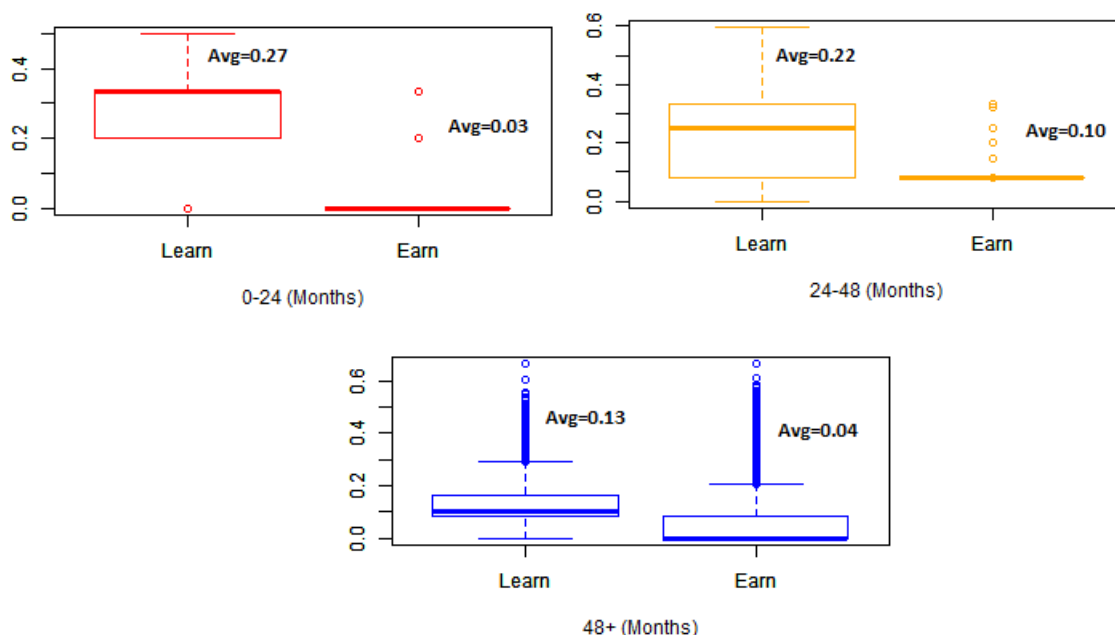 0.4
0.2
0.0
Avg=0.27
Avg=0.03
Learn Earn
0-24 (Months)
0.6
0.4
0.2
0.0
Avg=0.22
Avg=0.10
Learn Earn
24-48 (Months)
0.6
0.4
0.2
0.0
Avg=0.13
Avg=0.04
Learn Earn
48+ (Months)